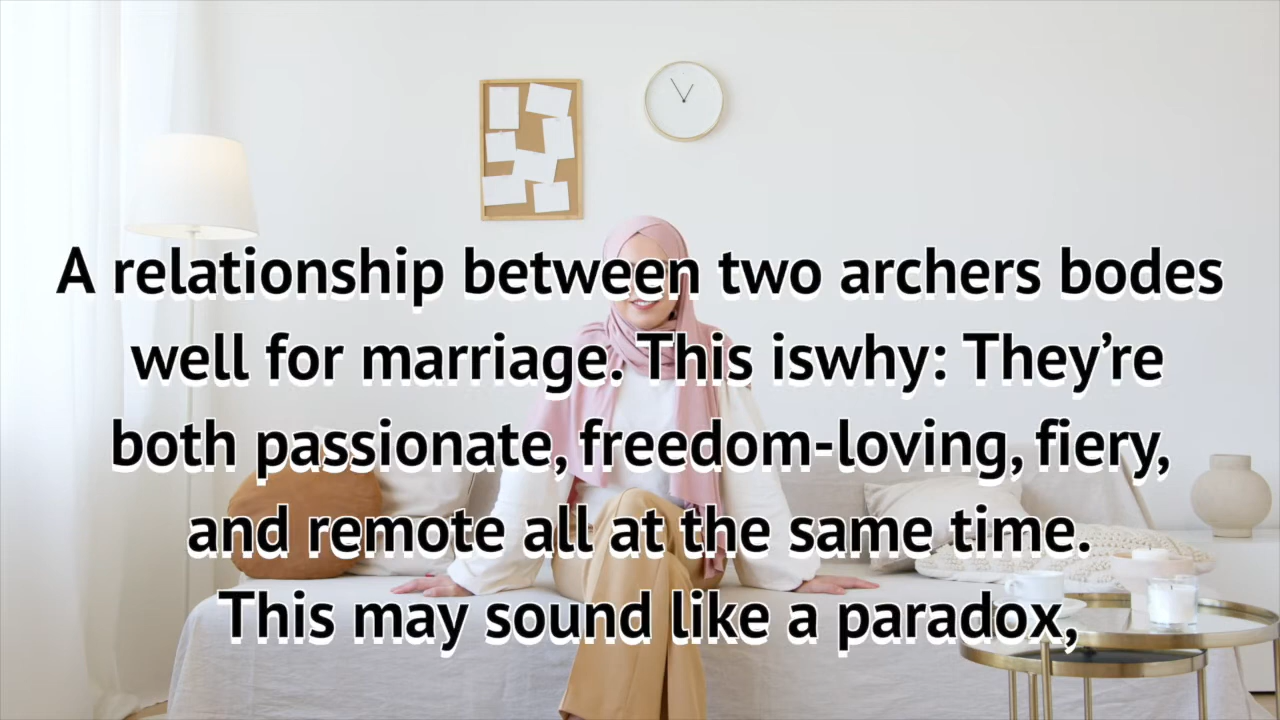 A relationship between two archers bodes
well for marriage. This iswhy: They’re
both passionate, freedom-loving, fiery,
and remote all at the same time.
This may sound like a paradox,